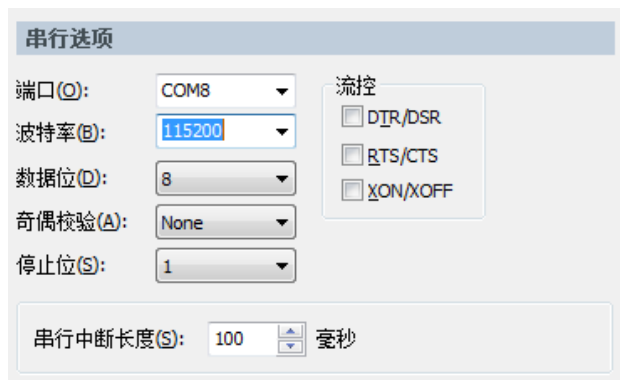 串行选项
端口(O): COM8
流控
波特率(B): 115200
DTR/DSR
数据位(D): 8
RTS/CTS
XON/XOFF
奇偶校验(A): None
停止位(S): 1
串行中断长度(S): 100 毫秒